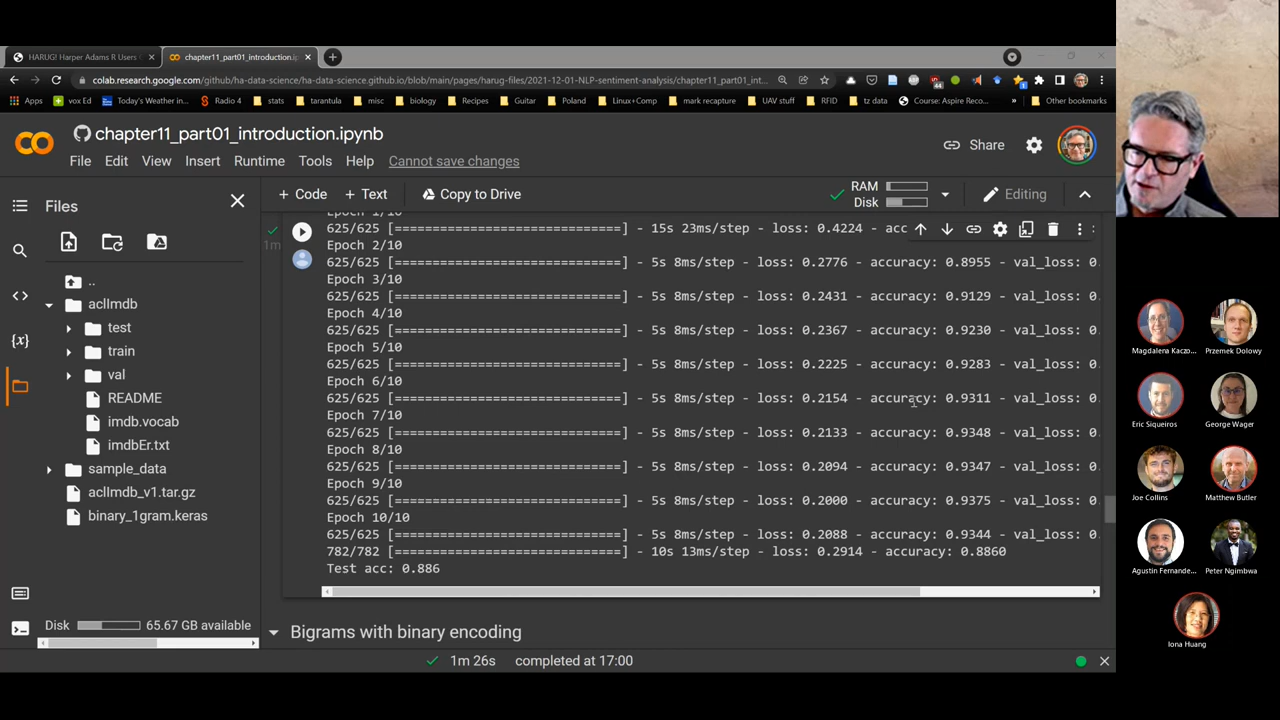 HARUG! Harper Adams R Users
chapter11_part01_introduction.ip
colab.research.google.com/github/ha-data-science/ha-data-science.github.io/blob/main/pages/harug-files/2021-12-01-NLP-sentiment-analysis/chapter11_part01_int...
Apps vox Ed Today's Weather in... Radio 4 stats tarantula misc biology Recipes Guitar Poland Linux+Comp mark recapture UAV stuff RFID tz data Course: Aspire Reco... » Other bookmarks
chapter11_part01_introduction.ipynb
File Edit View Insert Runtime Tools Help Cannot save changes
Share
+ Code + Text Copy to Drive
RAM
Disk
Editing
Files
..
aclImdb
test
train
val
README
imdb.vocab
imdbEr.txt
sample_data
aclImdb_v1.tar.gz
binary_1gram.keras
Disk 65.67 GB available
1m
Epoch 1/10
625/625 [==============================] - 15s 23ms/step - loss: 0.4224 - acc
Epoch 2/10
625/625 [==============================] - 5s 8ms/step - loss: 0.2776 - accuracy: 0.8955 - val_loss: 0.
Epoch 3/10
625/625 [==============================] - 5s 8ms/step - loss: 0.2431 - accuracy: 0.9129 - val_loss: 0.
Epoch 4/10
625/625 [==============================] - 5s 8ms/step - loss: 0.2367 - accuracy: 0.9230 - val_loss: 0.
Epoch 5/10
625/625 [==============================] - 5s 8ms/step - loss: 0.2225 - accuracy: 0.9283 - val_loss: 0.
Epoch 6/10
625/625 [==============================] - 5s 8ms/step - loss: 0.2154 - accuracy: 0.9311 - val_loss: 0.
Epoch 7/10
625/625 [==============================] - 5s 8ms/step - loss: 0.2133 - accuracy: 0.9348 - val_loss: 0.
Epoch 8/10
625/625 [==============================] - 5s 8ms/step - loss: 0.2094 - accuracy: 0.9347 - val_loss: 0.
Epoch 9/10
625/625 [==============================] - 5s 8ms/step - loss: 0.2000 - accuracy: 0.9375 - val_loss: 0.
Epoch 10/10
625/625 [==============================] - 5s 8ms/step - loss: 0.2088 - accuracy: 0.9344 - val_loss: 0.
782/782 [==============================] - 10s 13ms/step - loss: 0.2914 - accuracy: 0.8860
Test acc: 0.886
Bigrams with binary encoding
1m 26s completed at 17:00
Magdalena Kaczo... Przemek Dolowy
Eric Siqueiros George Wager
Joe Collins Matthew Butler
Agustin Fernande... Peter Ngimbwa
Iona Huang